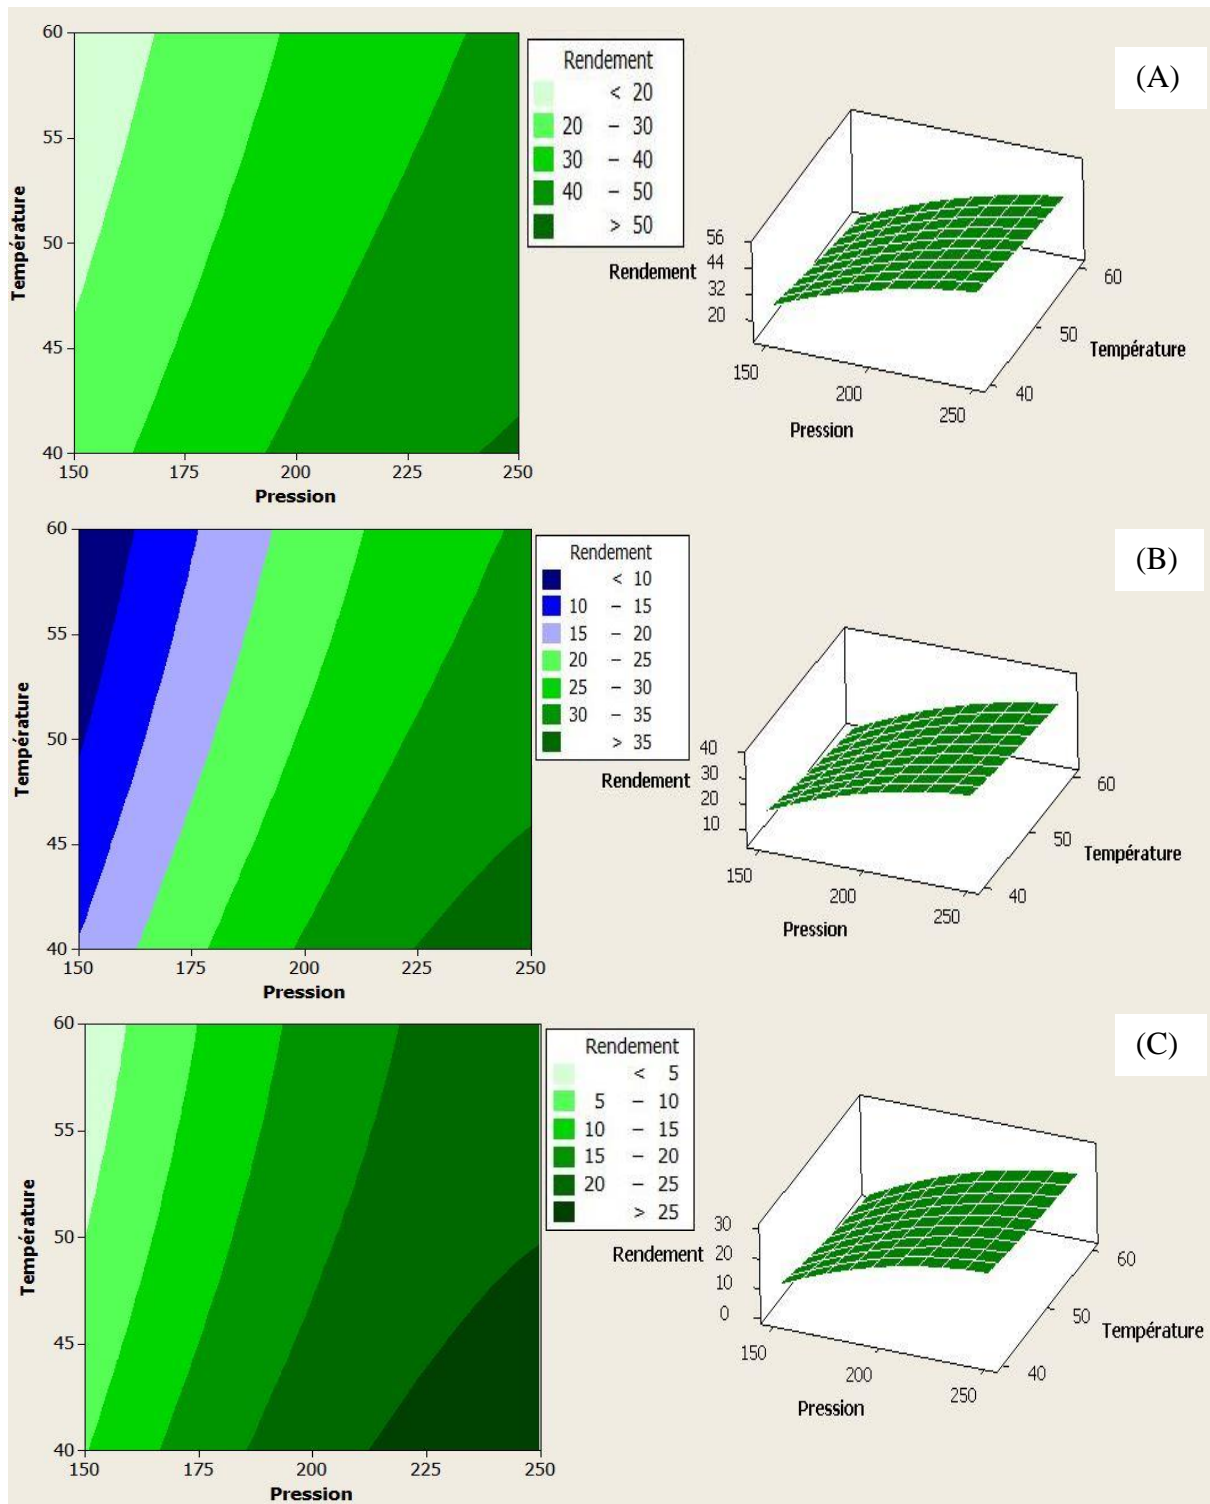 (A)
60
55
50
45
40
Température
150 175 200 225 250
Pression
Rendement
< 20
20 – 30
30 – 40
40 – 50
> 50
56
44
32
20
Rendement
150
200
250
Pression
40
50
60
Température
(B)
60
55
50
45
40
Température
150 175 200 225 250
Pression
Rendement
< 10
10 – 15
15 – 20
20 – 25
25 – 30
30 – 35
> 35
40
30
20
10
Rendement
150
200
250
Pression
40
50
60
Température
(C)
60
55
50
45
40
Température
150 175 200 225 250
Pression
Rendement
< 5
5 – 10
10 – 15
15 – 20
20 – 25
> 25
30
20
10
0
Rendement
150
200
250
Pression
40
50
60
Température